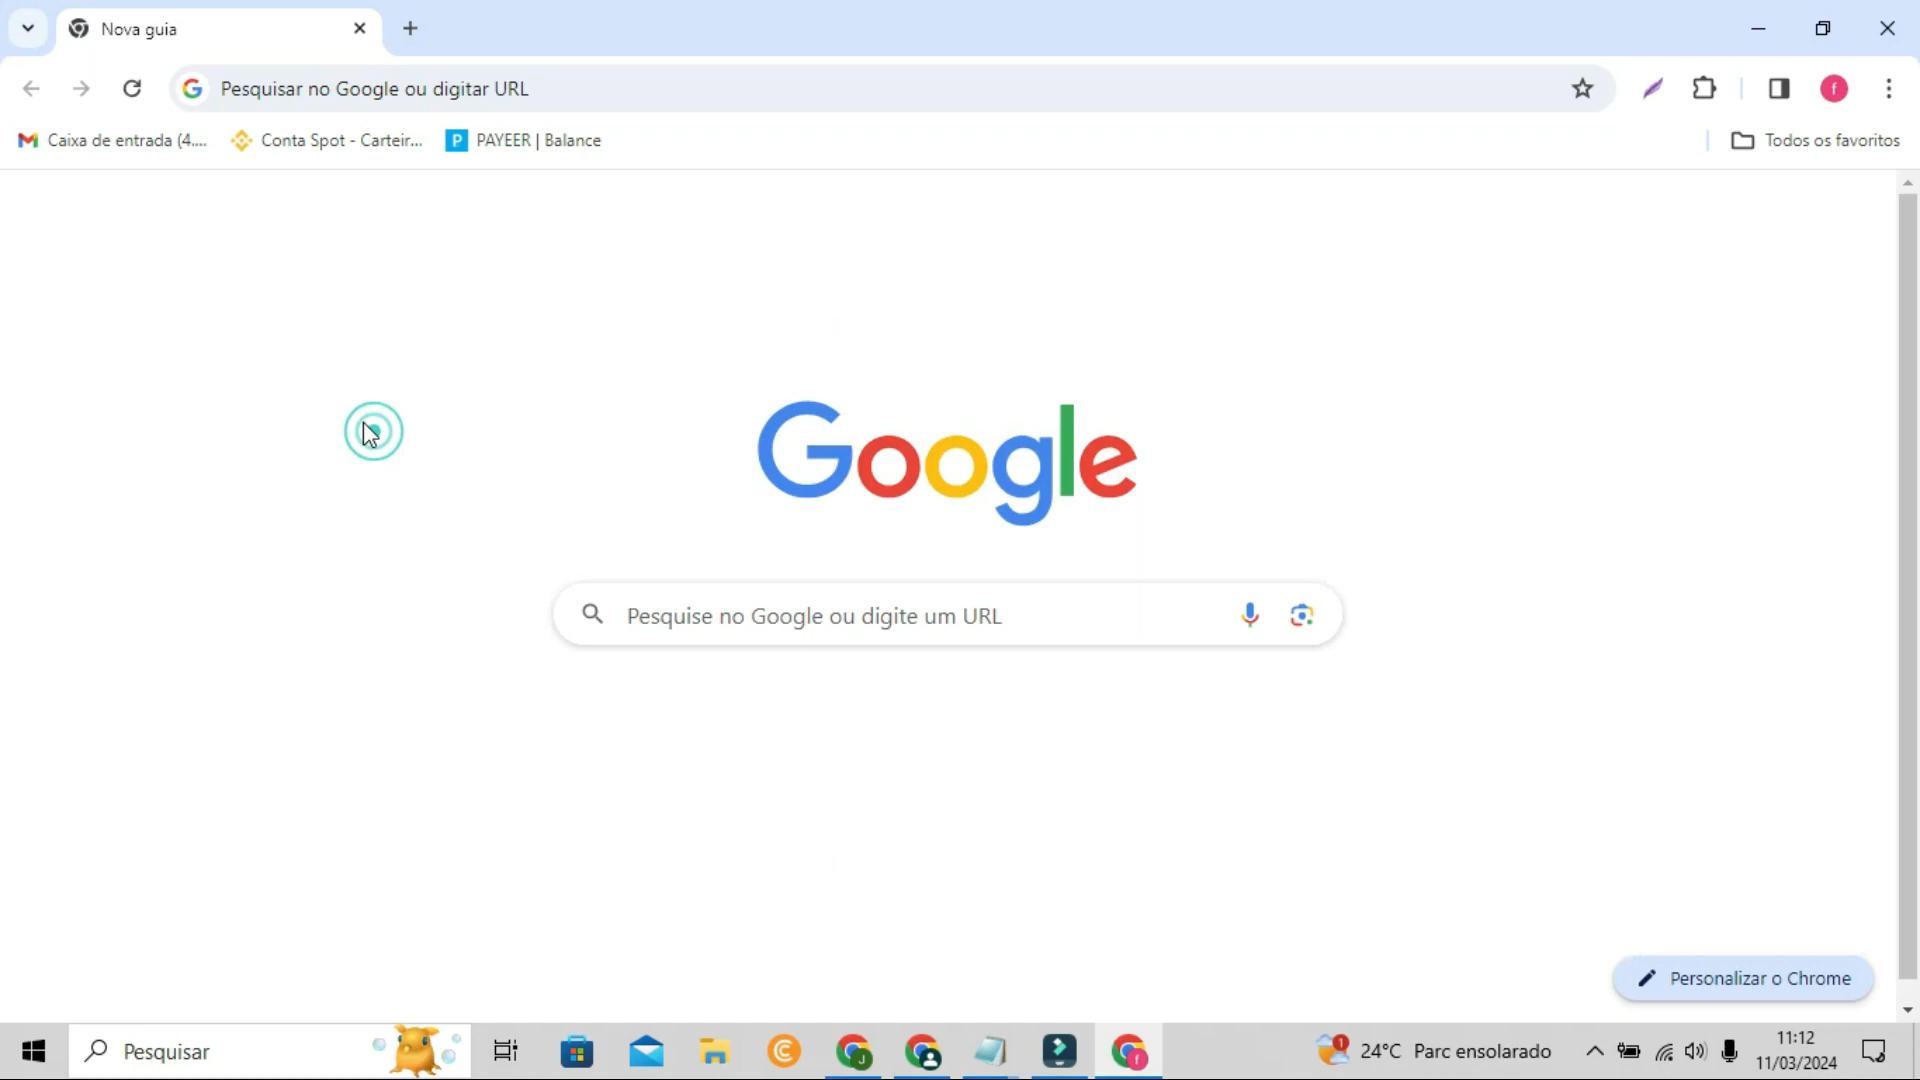 Nova guia
Pesquisar no Google ou digitar URL
f
Caixa de entrada (4....
Conta Spot - Carteir...
P PAYEER | Balance
Todos os favoritos
Google
Pesquise no Google ou digite um URL
Personalizar o Chrome
Pesquisar
C
J
f
1
24°C Parc ensolarado
11:12
11/03/2024